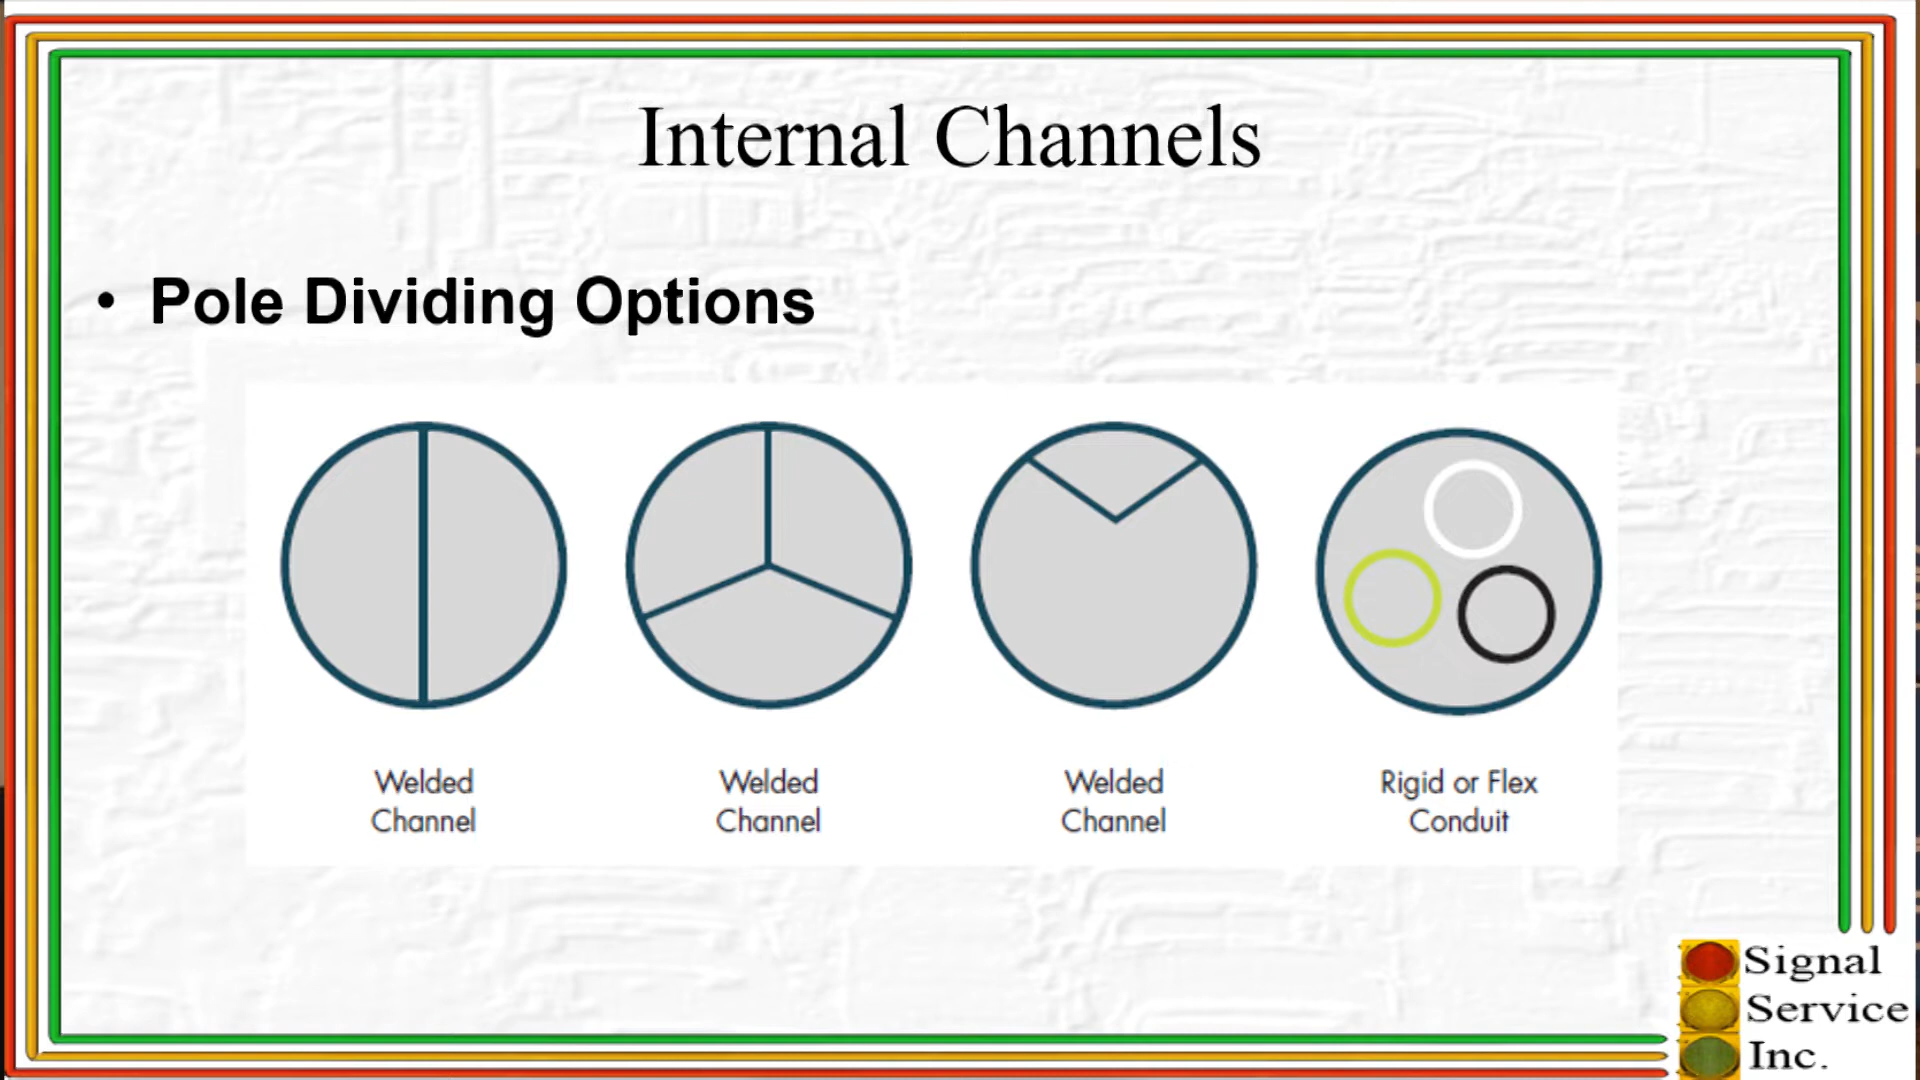 Internal Channels
• Pole Dividing Options
Welded
Channel
Welded
Channel
Welded
Channel
Rigid or Flex
Conduit
Signal
Service
Inc.